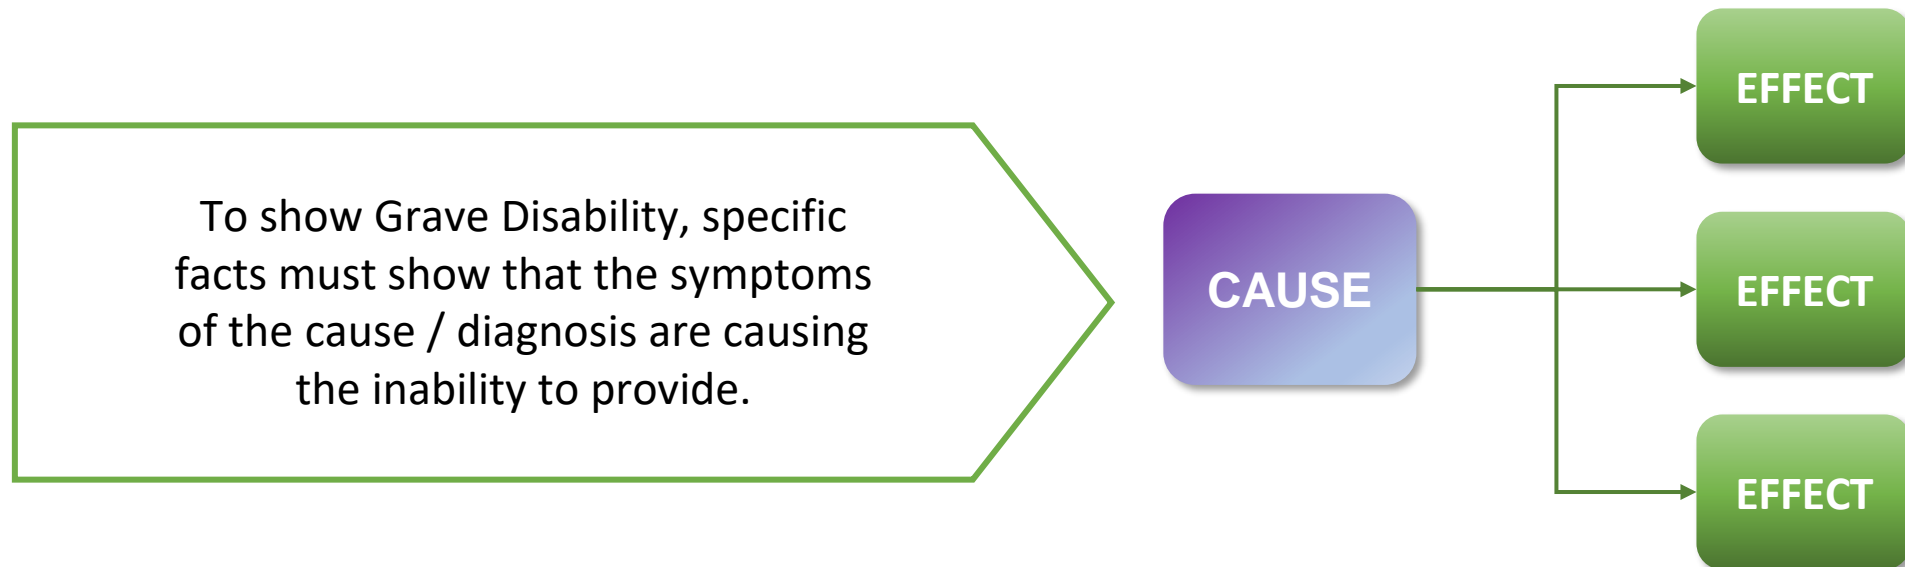 To show Grave Disability, specific
facts must show that the symptoms
of the cause / diagnosis are causing
the inability to provide.
CAUSE
EFFECT
EFFECT
EFFECT